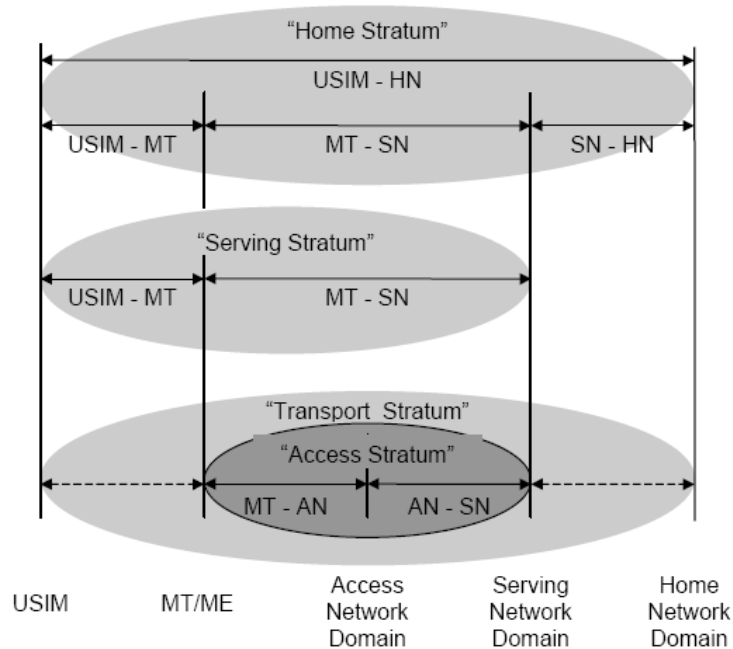 “Home Stratum”
USIM - HN
USIM - MT
MT - SN
SN - HN
“Serving Stratum”
USIM - MT
MT - SN
“Transport Stratum”
“Access Stratum”
MT - AN
AN - SN
USIM
MT/ME
Access
Network
Domain
Serving
Network
Domain
Home
Network
Domain